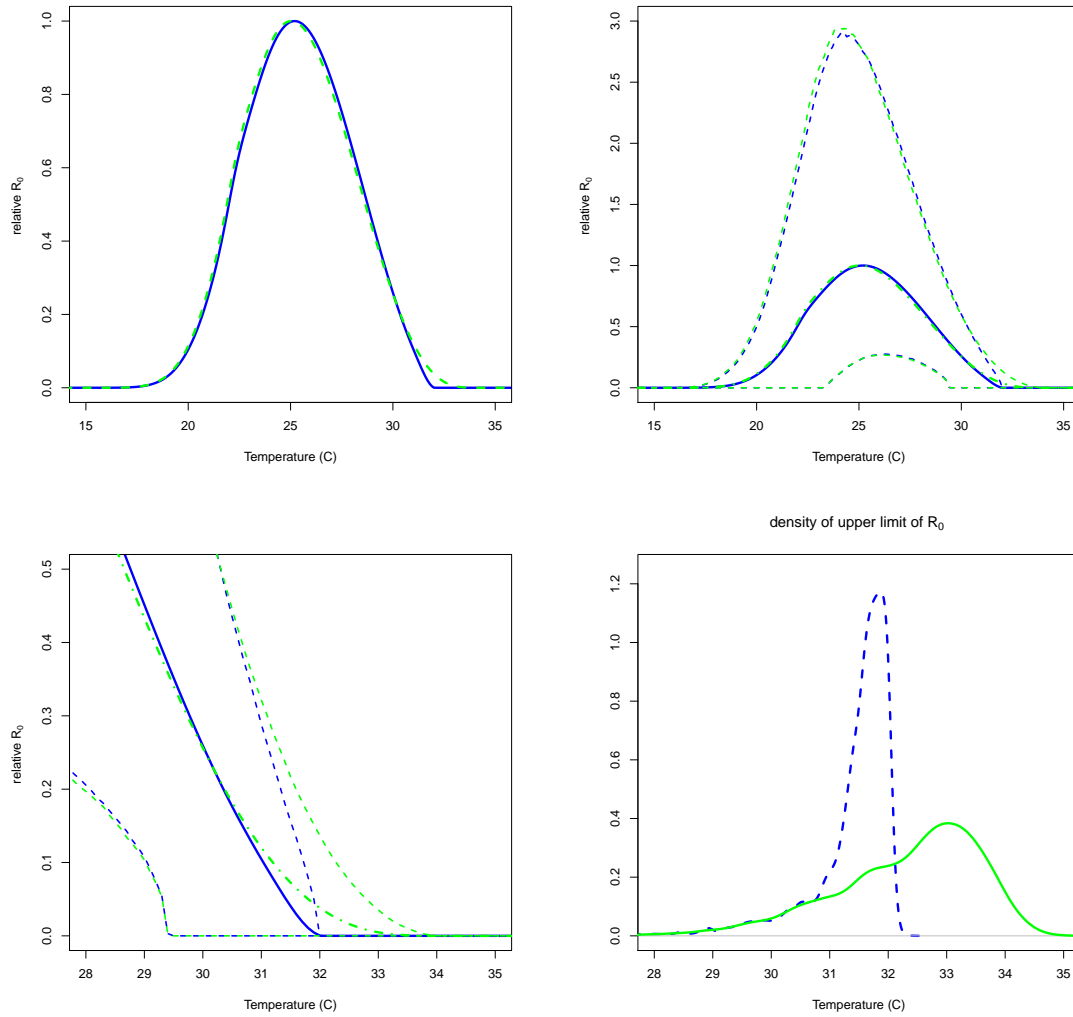 1.0
0.8
0.6
0.4
0.2
0.0
relative R₀
15 20 25 30 35
Temperature (C)
3.0
2.5
2.0
1.5
1.0
0.5
0.0
relative R₀
15 20 25 30 35
Temperature (C)
0.5
0.4
0.3
0.2
0.1
0.0
relative R₀
28 29 30 31 32 33 34 35
Temperature (C)
density of upper limit of R₀
1.2
1.0
0.8
0.6
0.4
0.2
0.0
28 29 30 31 32 33 34 35
Temperature (C)